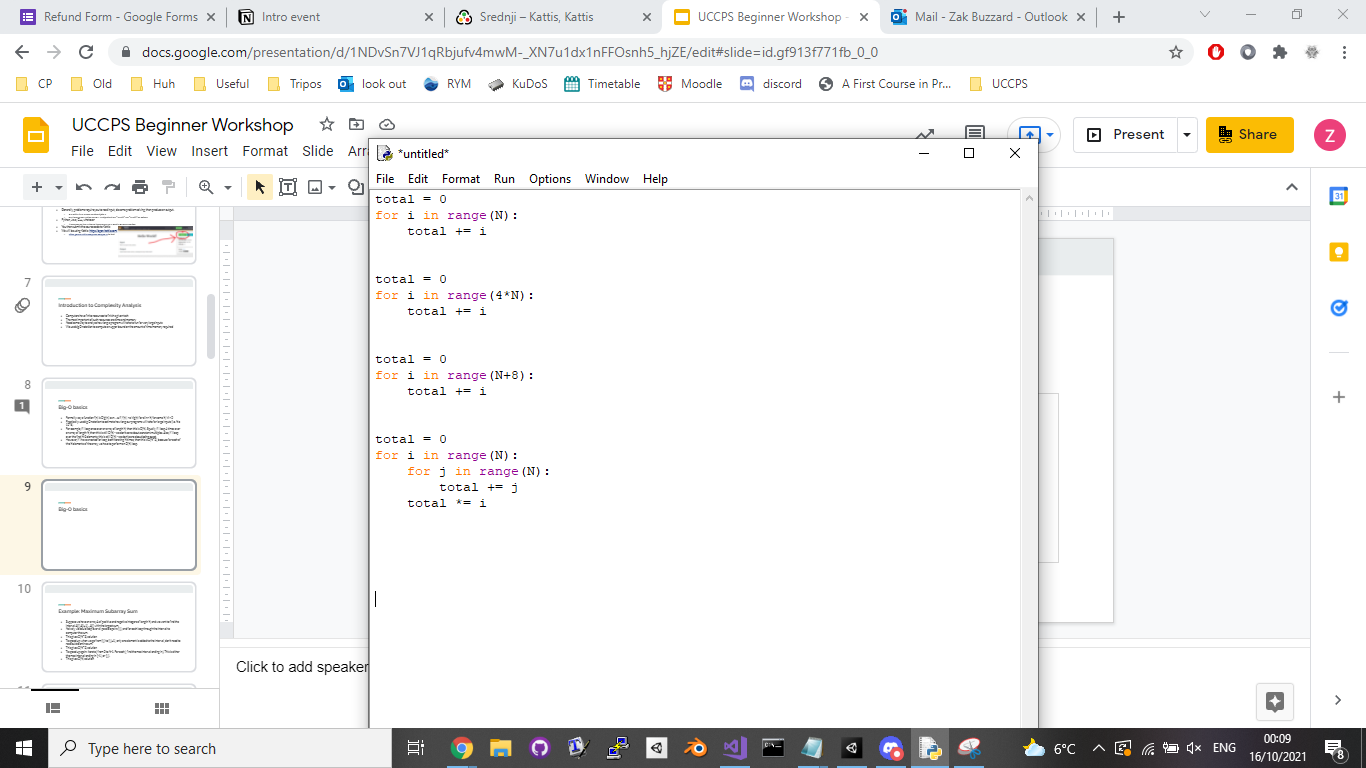 Refund Form - Google Forms
Intro event
Srednji – Kattis, Kattis
UCCPS Beginner Workshop -
Mail - Zak Buzzard - Outlook
docs.google.com/presentation/d/1NDvSn7VJ1qRbjufv4mwM-_XN7u1dx1nFFOsnh5_hjZE/edit#slide=id.gf913f771fb_0_0
CP
Old
Huh
Useful
Tripos
look out
RYM
KuDoS
Timetable
Moodle
discord
A First Course in Pr...
UCCPS
UCCPS Beginner Workshop
File Edit View Insert Format Slide Arra
Present
Share
Z
*untitled*
File Edit Format Run Options Window Help
total = 0
for i in range(N):
    total += i
total = 0
for i in range(4*N):
    total += i
total = 0
for i in range(N+8):
    total += i
total = 0
for i in range(N):
    for j in range(N):
        total += j
    total *= i
7
Introduction to Complexity Analysis
8
1
Big-O basics
9
Big-O basics
10
Example: Maximum Subarray Sum
Click to add speaker
31
Type here to search
6°C
ENG
00:09
16/10/2021
8